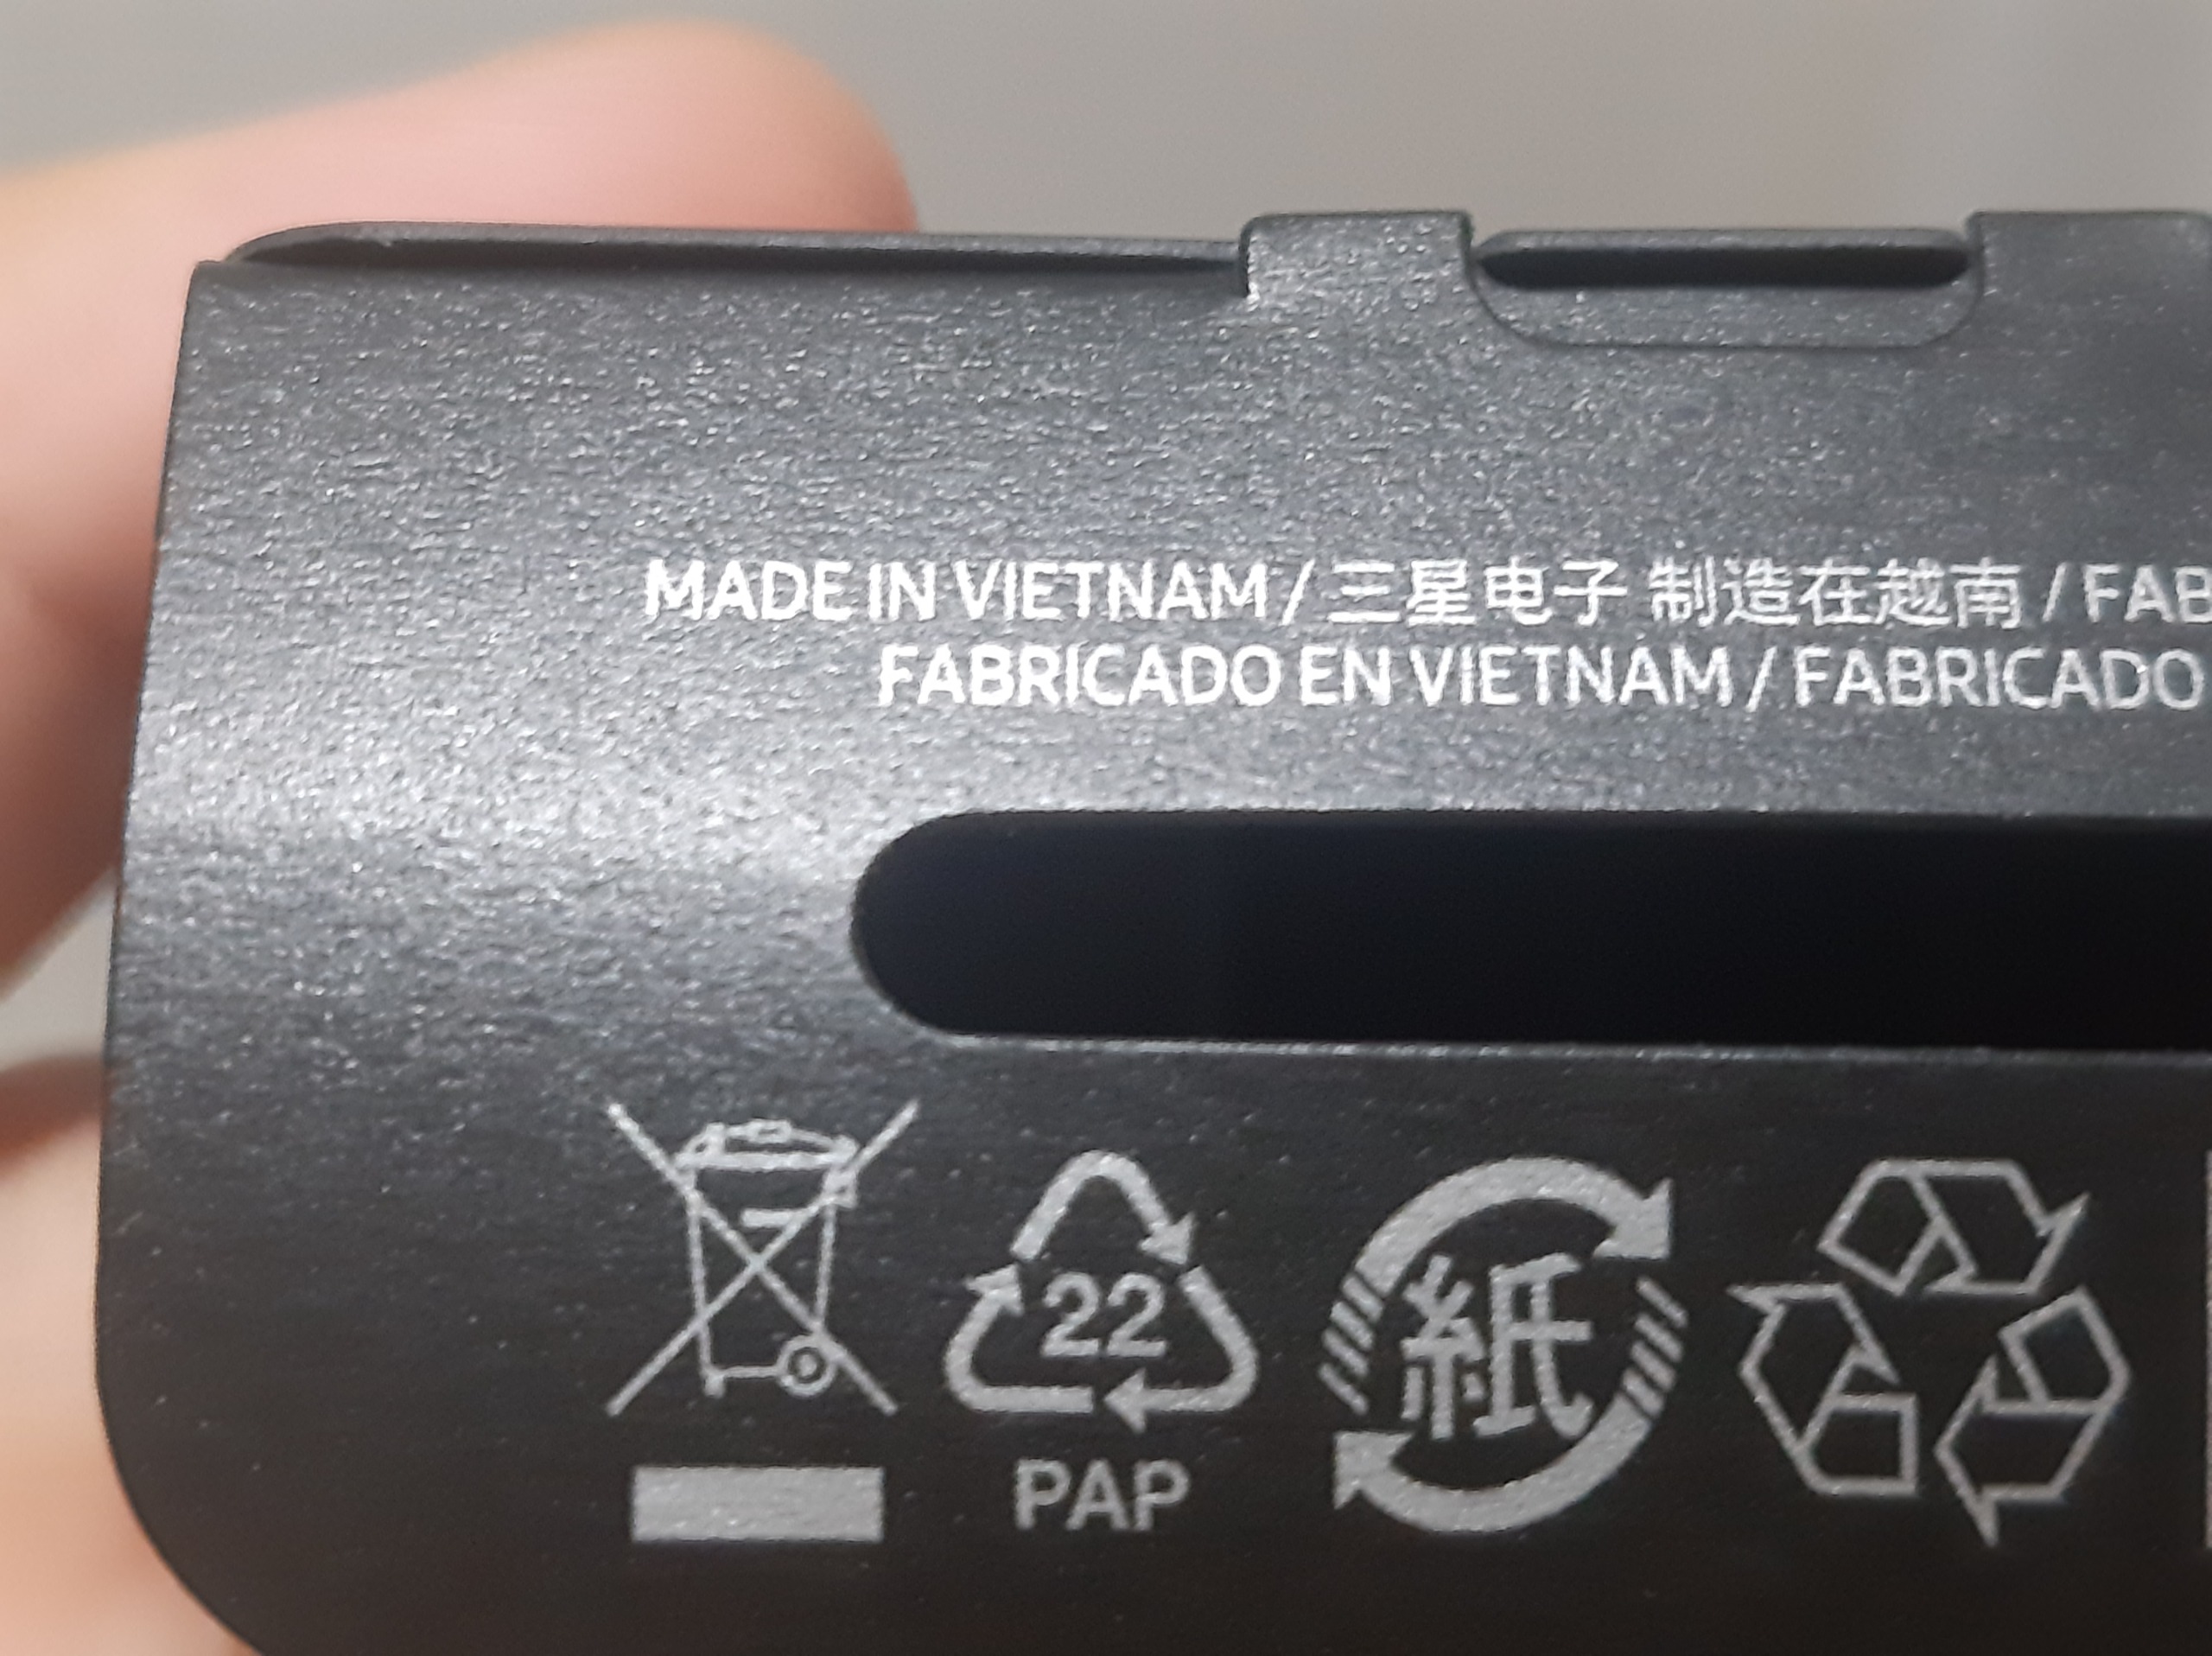 MADE IN VIETNAM / 三星电子 制造在越南 / FAB
FABRICADO EN VIETNAM / FABRICADO
22
PAP
紙